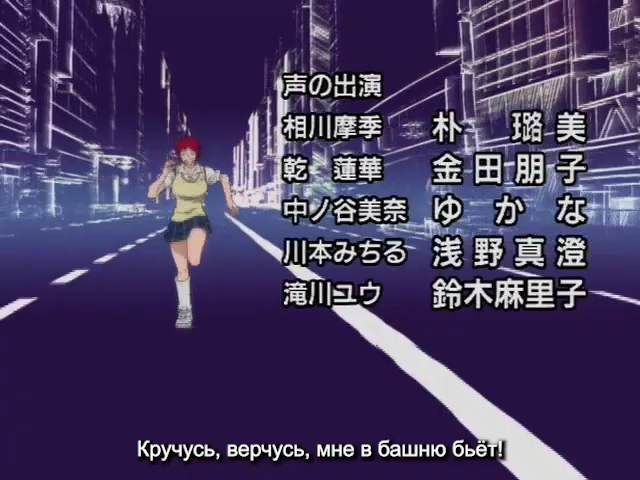 声の出演
相川摩季 朴 璐美
乾 蓮華 金田朋子
中ノ谷美奈 ゆかな
川本みちる 浅野真澄
滝川ユウ 鈴木麻里子
Кручусь, верчусь, мне в башню бьёт!